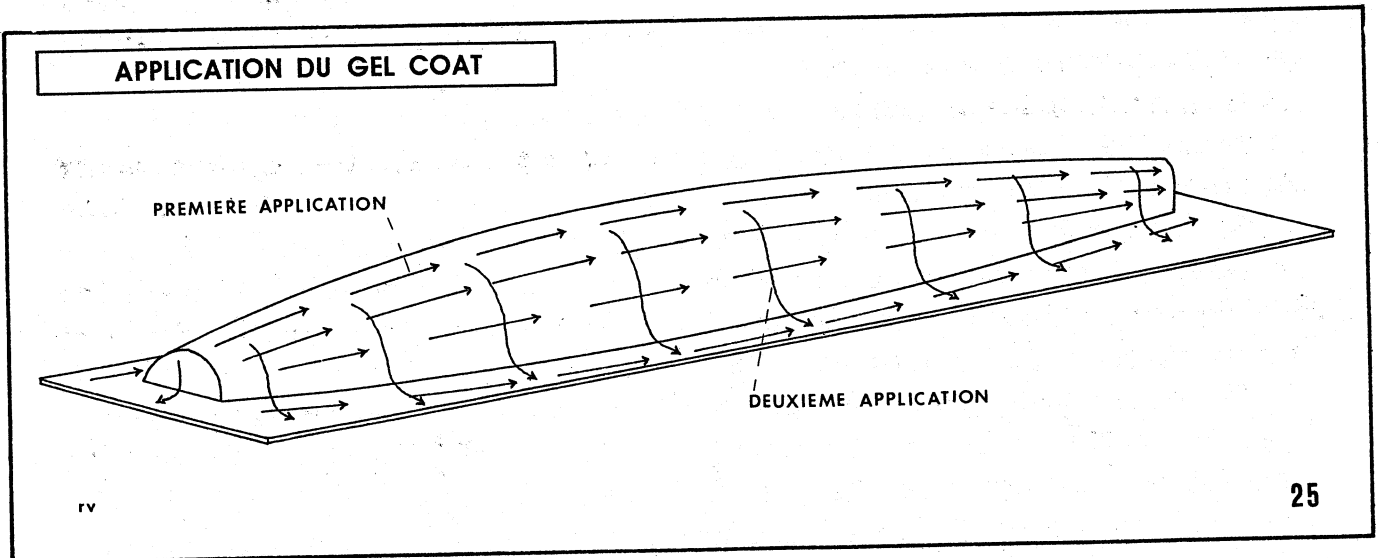 APPLICATION DU GEL COAT
PREMIERE APPLICATION
DEUXIEME APPLICATION
rv
25